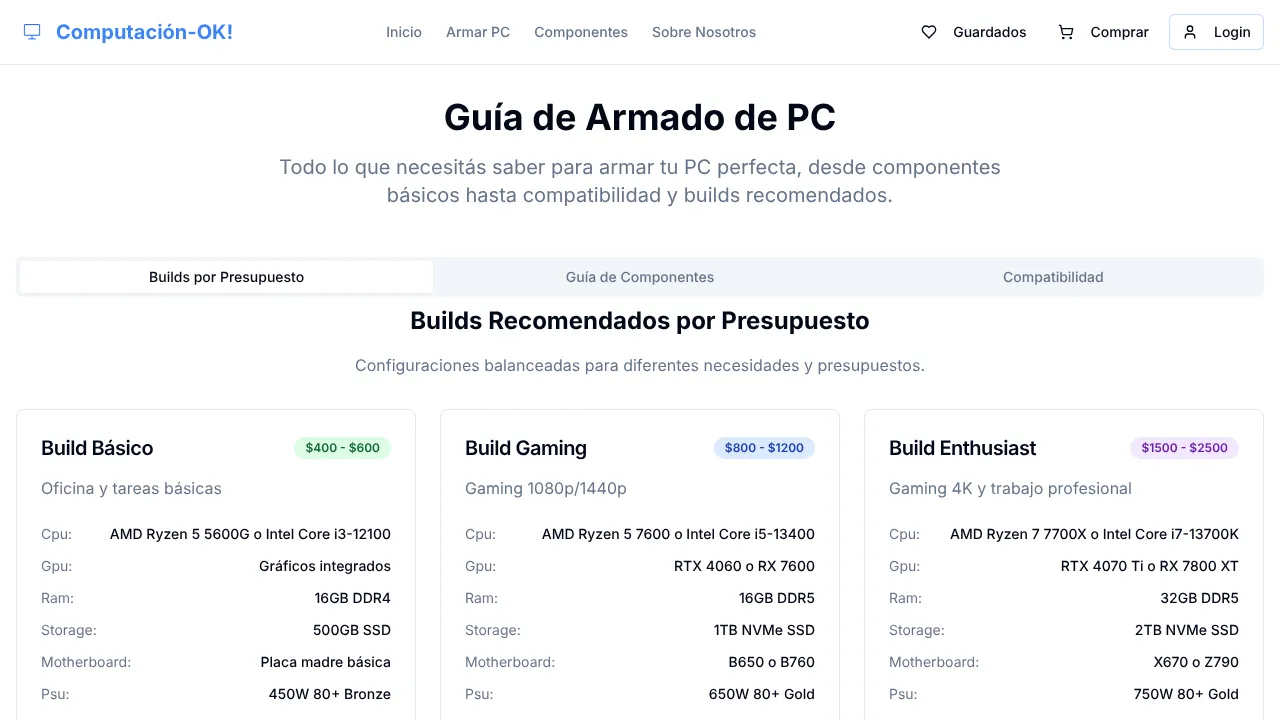 Computación-OK!
Inicio
Armar PC
Componentes
Sobre Nosotros
Guardados
Comprar
Login
Guía de Armado de PC
Todo lo que necesitás saber para armar tu PC perfecta, desde componentes
básicos hasta compatibilidad y builds recomendados.
Builds por Presupuesto
Guía de Componentes
Compatibilidad
Builds Recomendados por Presupuesto
Configuraciones balanceadas para diferentes necesidades y presupuestos.
Build Básico
$400 - $600
Oficina y tareas básicas
Cpu: AMD Ryzen 5 5600G o Intel Core i3-12100
Gpu: Gráficos integrados
Ram: 16GB DDR4
Storage: 500GB SSD
Motherboard: Placa madre básica
Psu: 450W 80+ Bronze
Build Gaming
$800 - $1200
Gaming 1080p/1440p
Cpu: AMD Ryzen 5 7600 o Intel Core i5-13400
Gpu: RTX 4060 o RX 7600
Ram: 16GB DDR5
Storage: 1TB NVMe SSD
Motherboard: B650 o B760
Psu: 650W 80+ Gold
Build Enthusiast
$1500 - $2500
Gaming 4K y trabajo profesional
Cpu: AMD Ryzen 7 7700X o Intel Core i7-13700K
Gpu: RTX 4070 Ti o RX 7800 XT
Ram: 32GB DDR5
Storage: 2TB NVMe SSD
Motherboard: X670 o Z790
Psu: 750W 80+ Gold